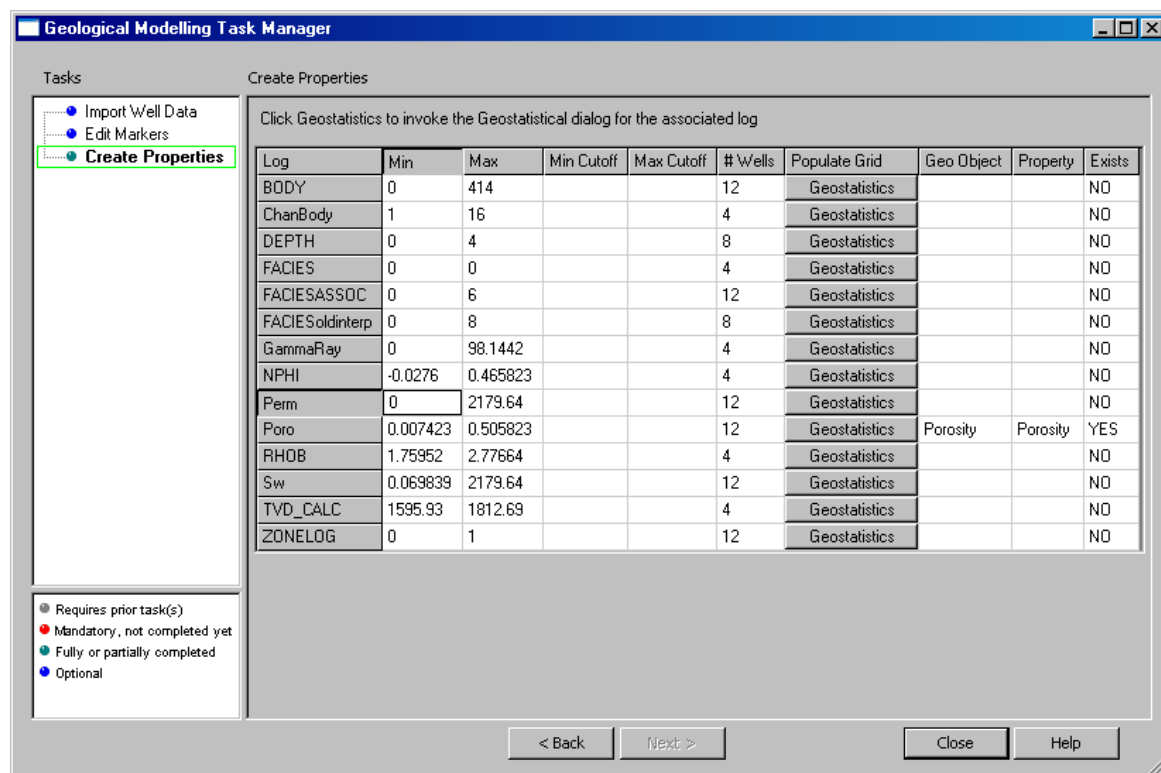 Geological Modelling Task Manager
Tasks
Import Well Data
Edit Markers
Create Properties
Requires prior task(s)
Mandatory, not completed yet
Fully or partially completed
Optional
Create Properties
Click Geostatistics to invoke the Geostatistical dialog for the associated log
Log Min Max Min Cutoff Max Cutoff # Wells Populate Grid Geo Object Property Exists
BODY 0 414 12 Geostatistics NO
ChanBody 1 16 4 Geostatistics NO
DEPTH 0 4 8 Geostatistics NO
FACIES 0 0 4 Geostatistics NO
FACIESASSOC 0 6 12 Geostatistics NO
FACIESoldinterp 0 8 8 Geostatistics NO
GammaRay 0 98.1442 4 Geostatistics NO
NPHI -0.0276 0.465823 4 Geostatistics NO
Perm 0 2179.64 12 Geostatistics NO
Poro 0.007423 0.505823 12 Geostatistics Porosity Porosity YES
RHOB 1.75952 2.77664 4 Geostatistics NO
Sw 0.069839 2179.64 12 Geostatistics NO
TVD_CALC 1595.93 1812.69 4 Geostatistics NO
ZONELOG 0 1 12 Geostatistics NO
< Back Next > Close Help